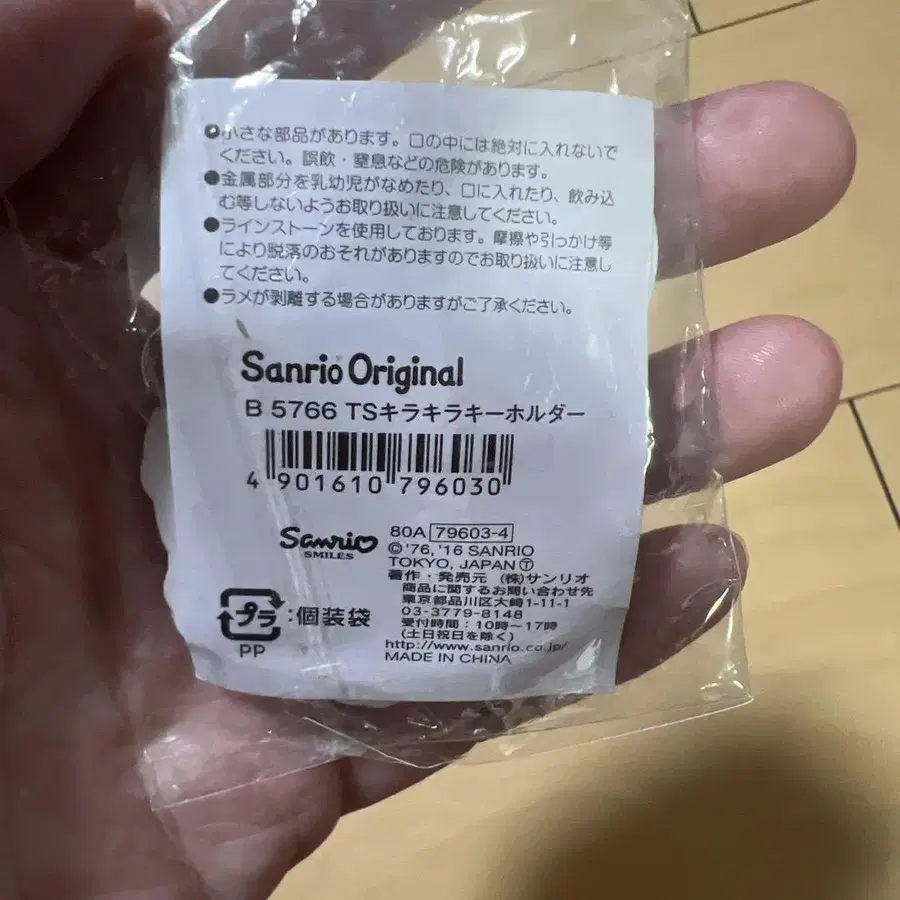 ●小さな部品があります。口の中には絶対に入れないで
ください。誤飲・窒息などの危険があります。
●金属部分を乳幼児がなめたり、口に入れたり、飲み込
む等しないようお取り扱いに注意してください。
●ラインストーンを使用しております。摩擦や引っかけ等
により脱落のおそれがありますのでお取り扱いに注意し
てください。
●ラメが剥離する場合がありますがご了承ください。
Sanrio Original
B 5766 TSキラキラキーホルダー
4 901610 796030
Sanrio
SMILES
80A 79603-4
©'76,'16 SANRIO
TOKYO, JAPAN Ⓣ
著作・発売元 (株)サンリオ
商品に関するお問い合わせ先
東京都品川区大崎1-11-1
03-3779-8148
受付時間:10時〜17時
(土日祝日を除く)
http://www.sanrio.co.jp/
MADE IN CHINA
プラ :個装袋
PP